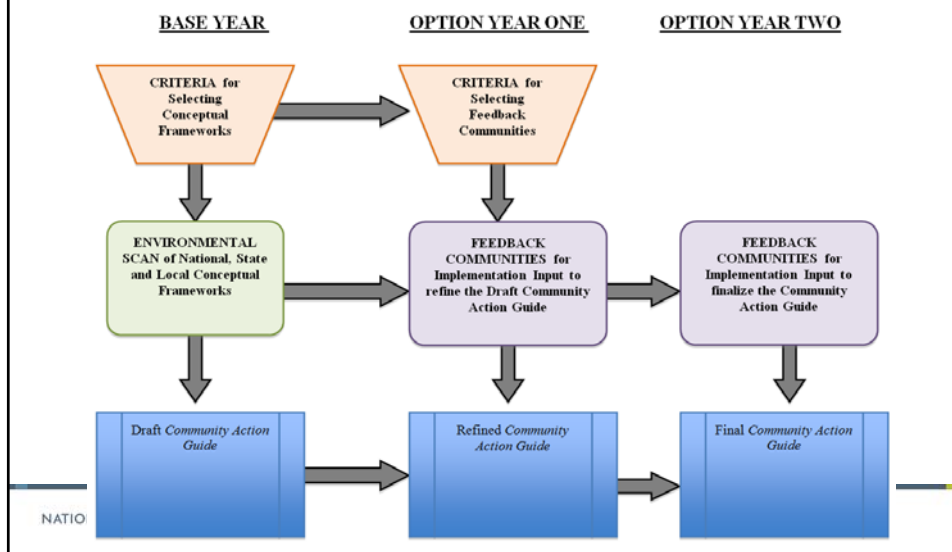 BASE YEAR
OPTION YEAR ONE
OPTION YEAR TWO
CRITERIA for
Selecting
Conceptual
Frameworks
CRITERIA for
Selecting
Feedback
Communities
ENVIRONMENTAL
SCAN of National, State
and Local Conceptual
Frameworks
FEEDBACK
COMMUNITIES for
Implementation Input to
refine the Draft Community
Action Guide
FEEDBACK
COMMUNITIES for
Implementation Input to
finalize the Community
Action Guide
Draft Community Action
Guide
Refined Community
Action Guide
Final Community Action
Guide
NATIO